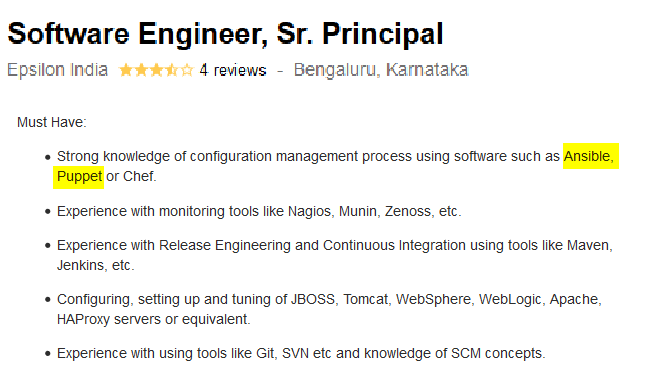 Software Engineer, Sr. Principal
Epsilon India 4 reviews - Bengaluru, Karnataka
Must Have:
• Strong knowledge of configuration management process using software such as Ansible,
Puppet or Chef.
• Experience with monitoring tools like Nagios, Munin, Zenoss, etc.
• Experience with Release Engineering and Continuous Integration using tools like Maven,
Jenkins, etc.
• Configuring, setting up and tuning of JBOSS, Tomcat, WebSphere, WebLogic, Apache,
HAProxy servers or equivalent.
• Experience with using tools like Git, SVN etc and knowledge of SCM concepts.